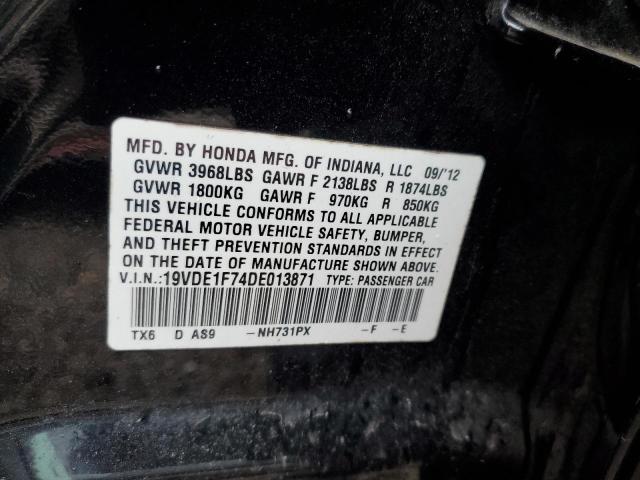 MFD. BY HONDA MFG. OF INDIANA, LLC 09/'12
GVWR 3968LBS GAWR F 2138LBS R 1874LBS
GVWR 1800KG GAWR F 970KG R 850KG
THIS VEHICLE CONFORMS TO ALL APPLICABLE
FEDERAL MOTOR VEHICLE SAFETY, BUMPER,
AND THEFT PREVENTION STANDARDS IN EFFECT
ON THE DATE OF MANUFACTURE SHOWN ABOVE.
V.I.N.:19VDE1F74DE013871 TYPE: PASSENGER CAR
TX6 D AS9 -NH731PX -F -E